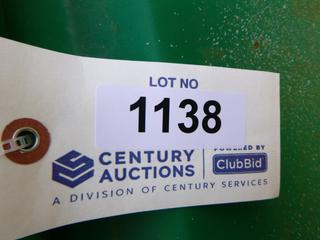 LOT NO
1138
CENTURY AUCTIONS
POWERED BY
ClubBid
A DIVISION OF CENTURY SERVICES